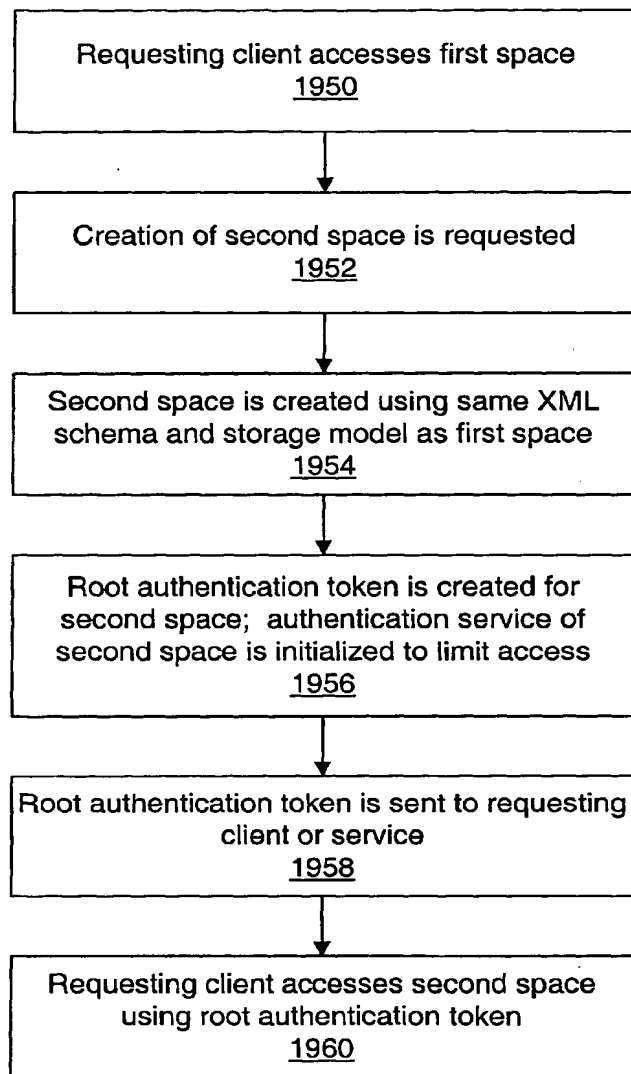 Requesting client accesses first space
1950
Creation of second space is requested
1952
Second space is created using same XML
schema and storage model as first space
1954
Root authentication token is created for
second space; authentication service of
second space is initialized to limit access
1956
Root authentication token is sent to requesting
client or service
1958
Requesting client accesses second space
using root authentication token
1960